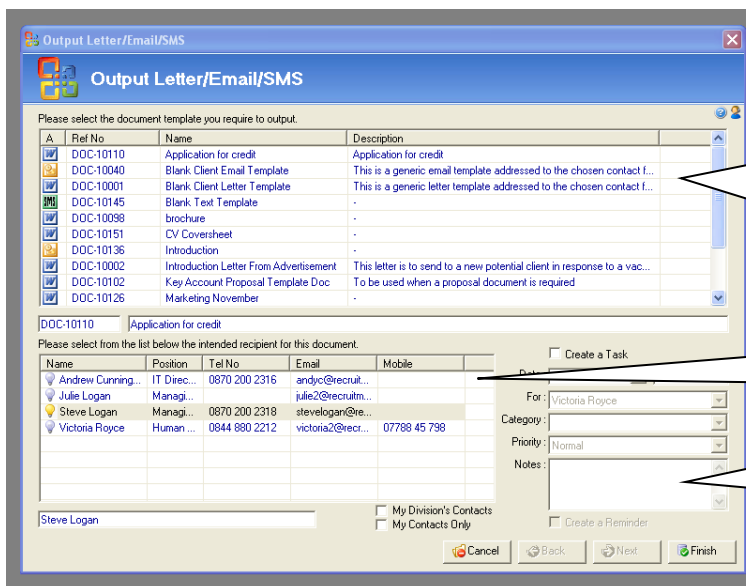 Output Letter/Email/SMS
Output Letter/Email/SMS
Please select the document template you require to output.
A Ref No Name Description
DOC-10110 Application for credit Application for credit
DOC-10040 Blank Client Email Template This is a generic email template addressed to the chosen contact f...
DOC-10001 Blank Client Letter Template This is a generic letter template addressed to the chosen contact f...
SMS DOC-10145 Blank Text Template -
DOC-10098 brochure -
DOC-10151 CV Coversheet -
DOC-10136 Introduction -
DOC-10002 Introduction Letter From Advertisement This letter is to send to a new potential client in response to a vac...
DOC-10102 Key Account Proposal Template Doc To be used when a proposal document is required
DOC-10126 Marketing November -
DOC-10110 Application for credit
Please select from the list below the intended recipient for this document.
Name Position Tel No Email Mobile
Andrew Cunning... IT Direc... 0870 200 2316 andyc@recruit...
Julie Logan Managi... julie2@recruitm...
Steve Logan Managi... 0870 200 2318 stevelogan@re...
Victoria Royce Human ... 0844 880 2212 victoria2@recr... 07788 45 798
Steve Logan
My Division's Contacts
My Contacts Only
Create a Task
For : Victoria Royce
Category :
Priority : Normal
Notes :
Create a Reminder
Cancel Back Next Finish